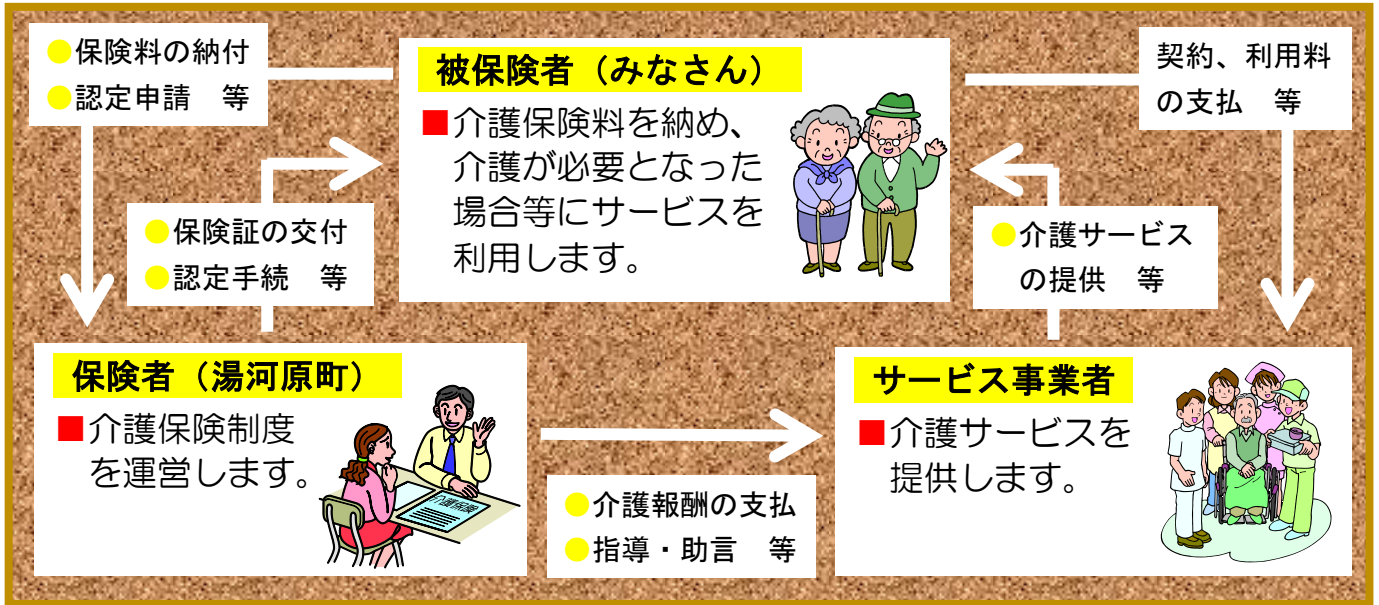 ●保険料の納付
●認定申請　等
被保険者（みなさん）
■介護保険料を納め、
介護が必要となった
場合等にサービスを
利用します。
契約、利用料
の支払　等
●保険証の交付
●認定手続　等
●介護サービス
の提供　等
保険者（湯河原町）
■介護保険制度
を運営します。
介護保険
●介護報酬の支払
●指導・助言　等
サービス事業者
■介護サービスを
提供します。